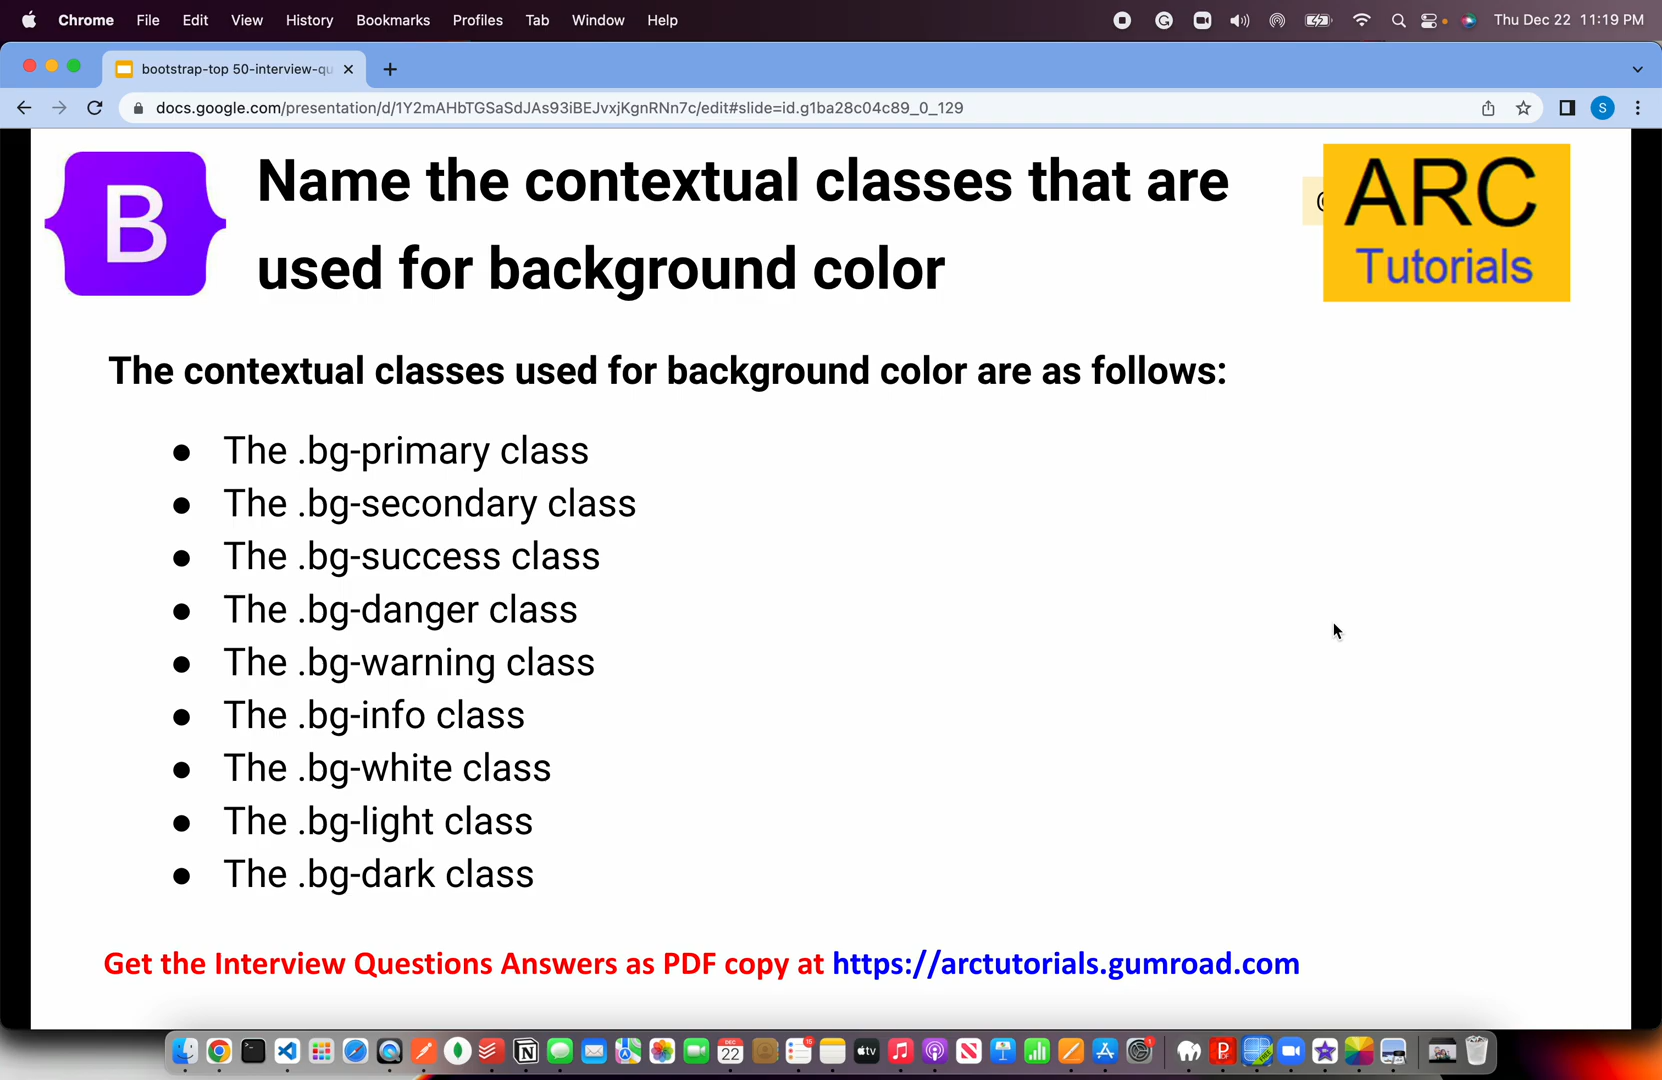 Chrome File Edit View History Bookmarks Profiles Tab Window Help
Thu Dec 22 11:19 PM
bootstrap-top 50-interview-qu
docs.google.com/presentation/d/1Y2mAHbTGSaSdJAs93iBEJvxjKgnRNn7c/edit#slide=id.g1ba28c04c89_0_129
S
B
Name the contextual classes that are
used for background color
ARC
Tutorials
The contextual classes used for background color are as follows:
● The .bg-primary class
● The .bg-secondary class
● The .bg-success class
● The .bg-danger class
● The .bg-warning class
● The .bg-info class
● The .bg-white class
● The .bg-light class
● The .bg-dark class
Get the Interview Questions Answers as PDF copy at https://arctutorials.gumroad.com
DEC
22
tv